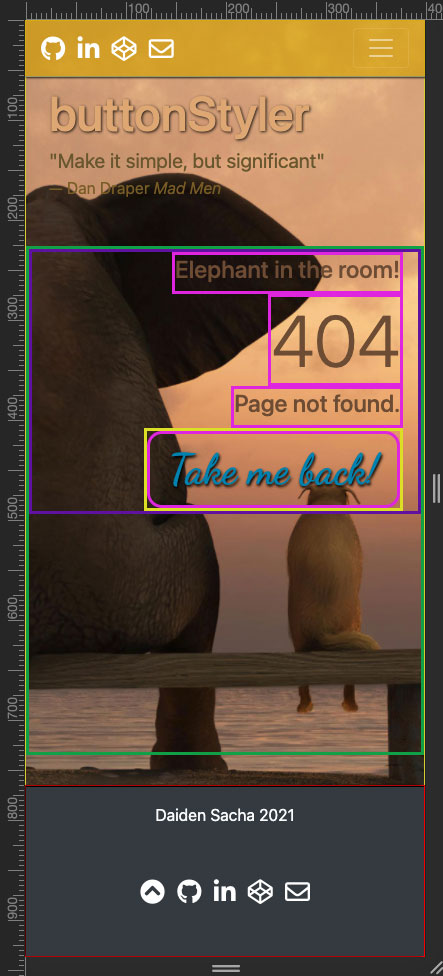 100
200
300
40
buttonStyler
"Make it simple, but significant"
— Dan Draper Mad Men
Elephant in the room!
404
Page not found.
Take me back!
Daiden Sacha 2021
100
200
300
400
500
600
700
800
900